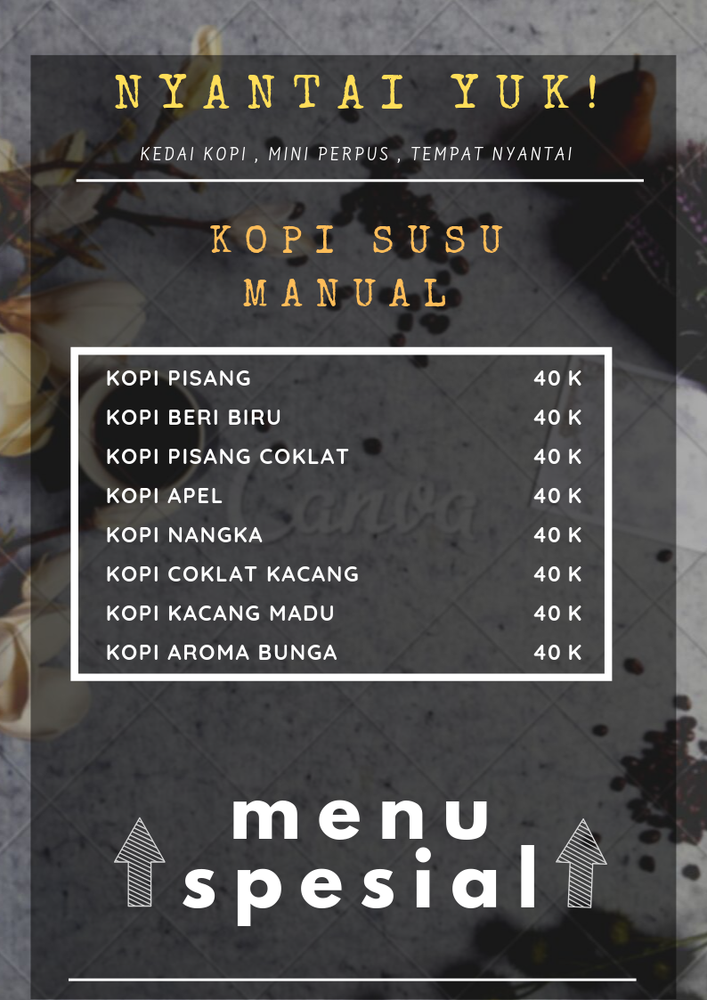 NYANTAI YUK!
KEDAI KOPI , MINI PERPUS , TEMPAT NYANTAI
KOPI SUSU
MANUAL
KOPI PISANG 40 K
KOPI BERI BIRU 40 K
KOPI PISANG COKLAT 40 K
KOPI APEL 40 K
KOPI NANGKA 40 K
KOPI COKLAT KACANG 40 K
KOPI KACANG MADU 40 K
KOPI AROMA BUNGA 40 K
Canva
menu
spesial